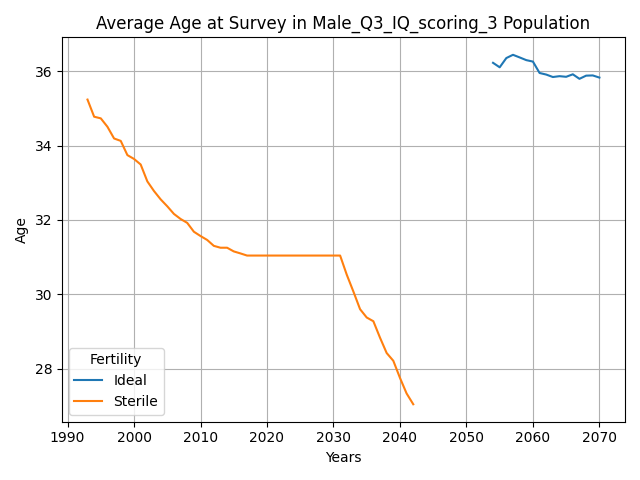 Average Age at Survey in Male_Q3_IQ_scoring_3 Population
Age
36
34
32
30
28
Fertility
Ideal
Sterile
1990 2000 2010 2020 2030 2040 2050 2060 2070
Years